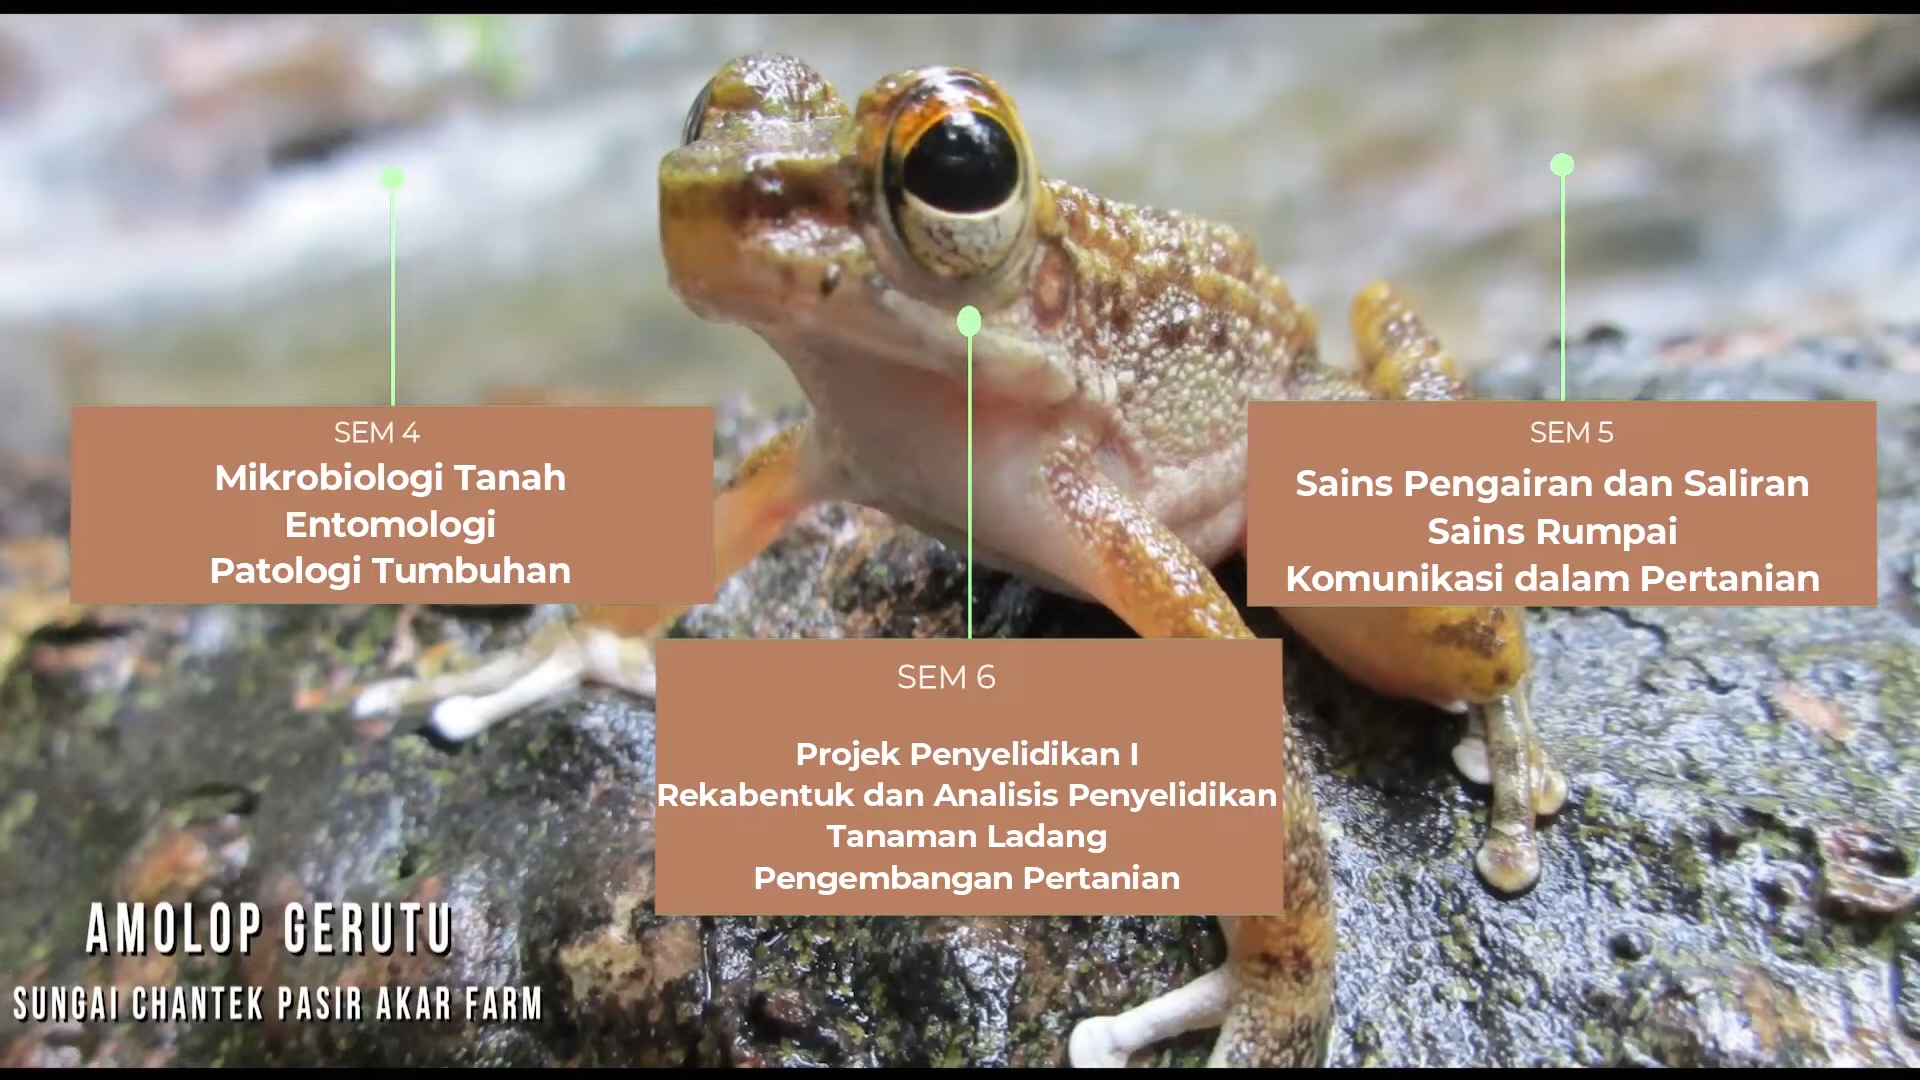 SEM 4
Mikrobiologi Tanah
Entomologi
Patologi Tumbuhan
SEM 5
Sains Pengairan dan Saliran
Sains Rumpai
Komunikasi dalam Pertanian
SEM 6
Projek Penyelidikan I
Rekabentuk dan Analisis Penyelidikan
Tanaman Ladang
Pengembangan Pertanian
AMOLOP GERUTU
SUNGAI CHANTEK PASIR AKAR FARM